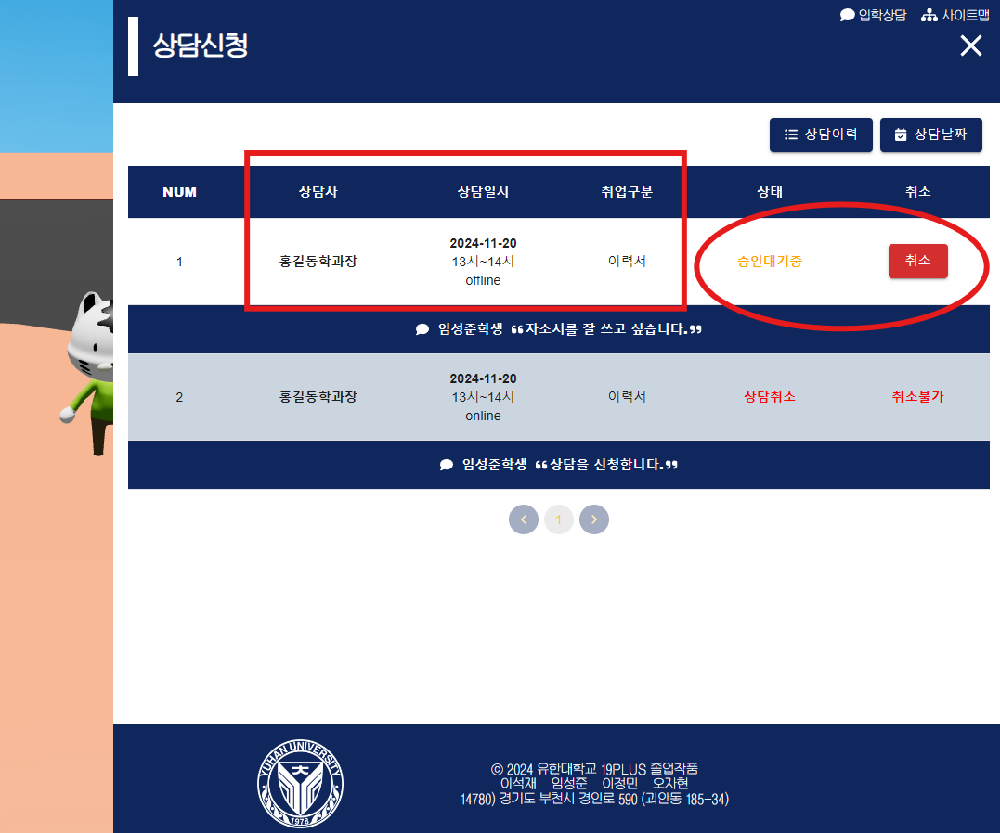 입학상담 사이트맵
상담신청
상담이력 상담날짜
NUM 상담사 상담일시 취업구분 상태 취소
1 홍길동학과장 2024-11-20 이력서 승인대기중 취소
13시~14시
offline
임성준학생 “자소서를 잘 쓰고 싶습니다.”
2 홍길동학과장 2024-11-20 이력서 상담취소 취소불가
13시~14시
online
임성준학생 “상담을 신청합니다.”
1
YUHAN UNIVERSITY
1978
© 2024 유한대학교 19PLUS 졸업작품
이석재 임성준 이정민 오자현
14780) 경기도 부천시 경인로 590 (괴안동 185-34)